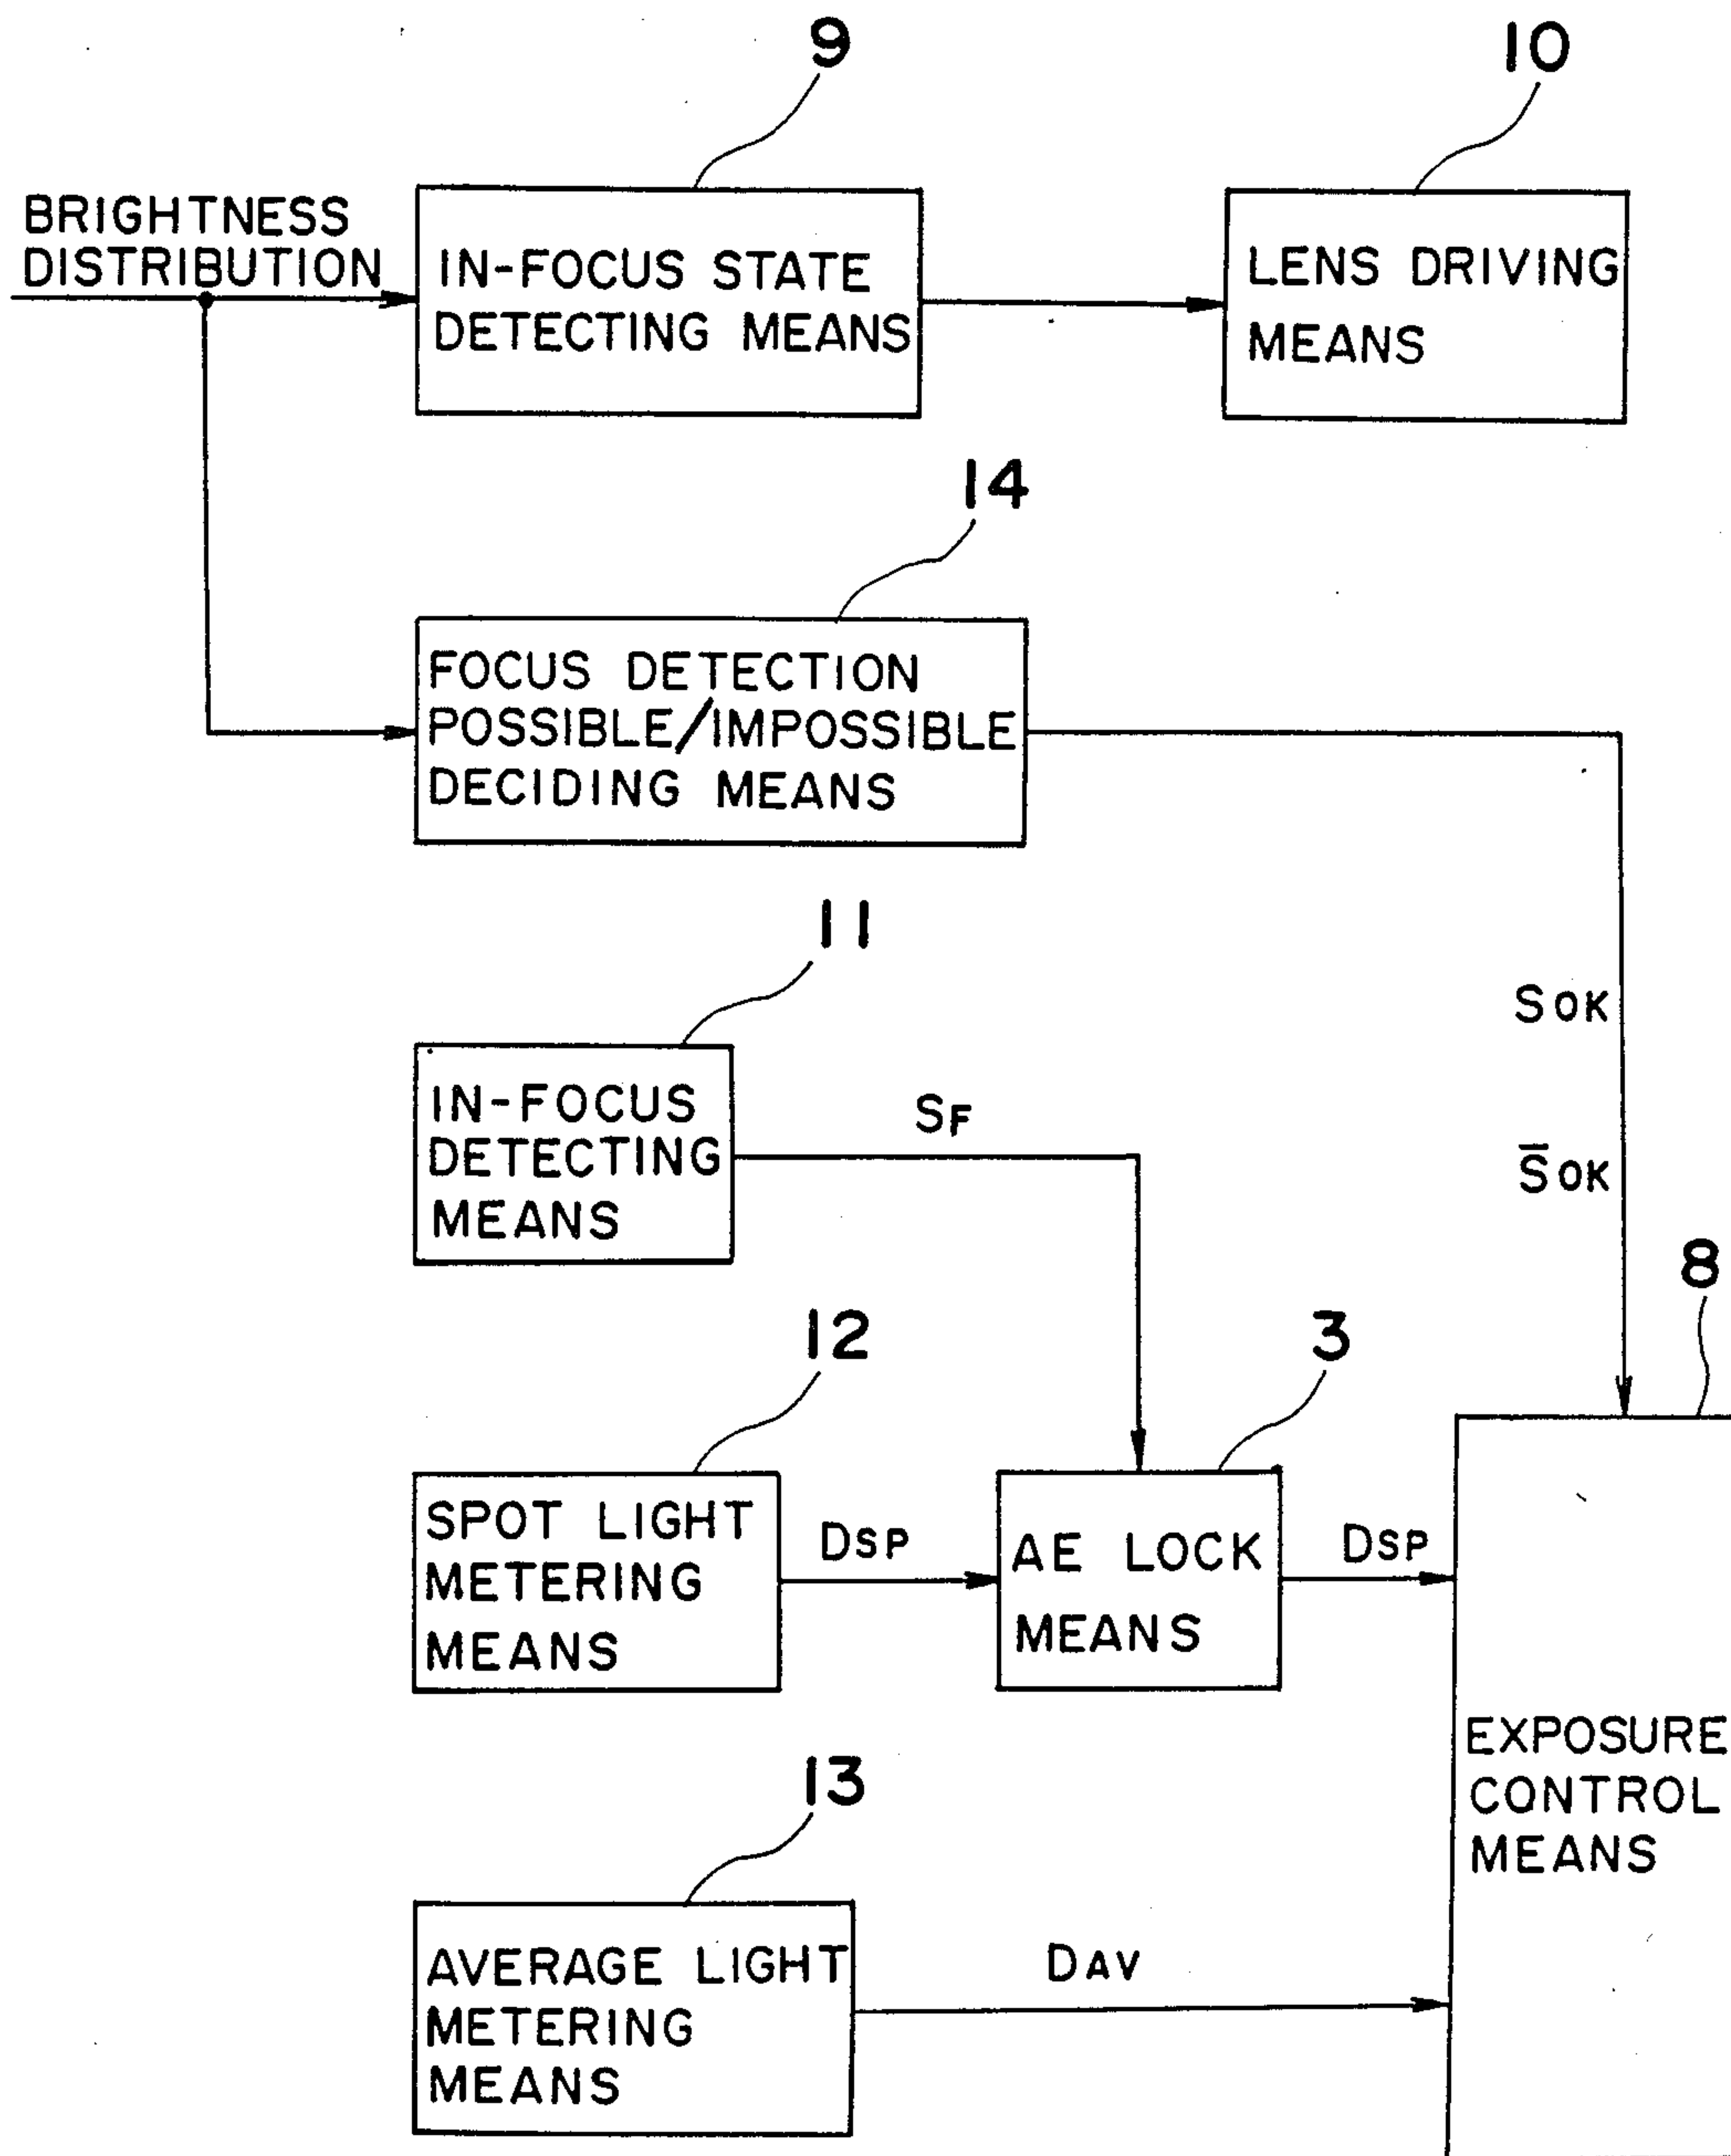 9
10
BRIGHTNESS
DISTRIBUTION
IN-FOCUS STATE
DETECTING MEANS
LENS DRIVING
MEANS
14
FOCUS DETECTION
POSSIBLE/IMPOSSIBLE
DECIDING MEANS
11
SOK
IN-FOCUS
DETECTING
MEANS
SF
S̄OK
8
12
3
SPOT LIGHT
METERING
MEANS
DSP
AE LOCK
MEANS
DSP
EXPOSURE
CONTROL
MEANS
13
AVERAGE LIGHT
METERING
MEANS
DAV